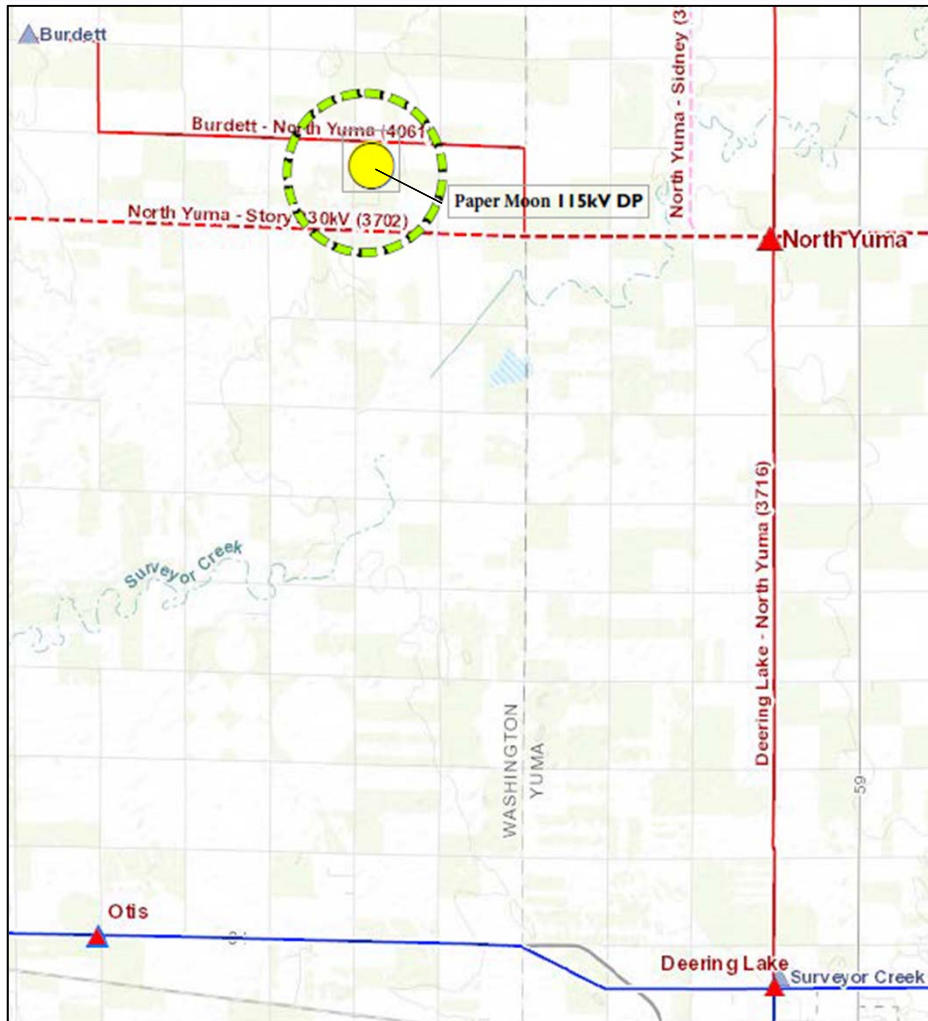 Burdett
Burdett - North Yuma (4061)
Paper Moon 115kV DP
North Yuma - Story 230kV (3702)
North Yuma - Sidney (3
North Yuma
Surveyor Creek
Deering Lake - North Yuma (3716)
WASHINGTON
YUMA
59
Otis
Deering Lake
Surveyor Creek